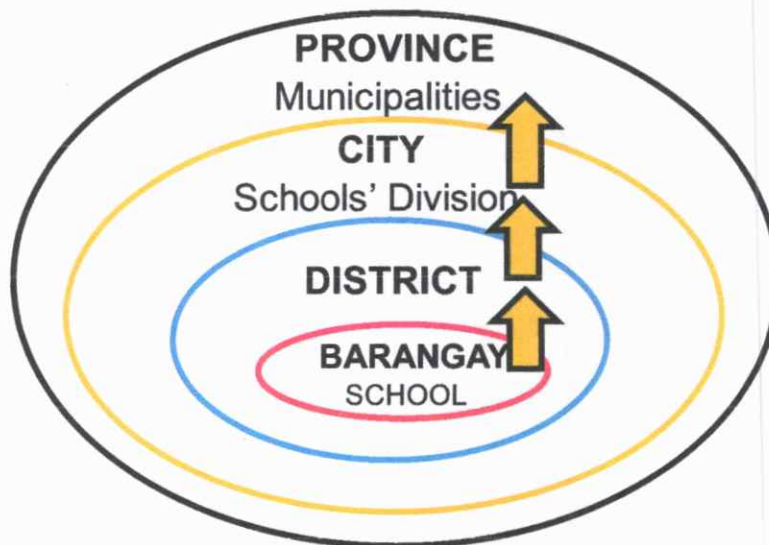 PROVINCE
Municipalities
CITY
Schools' Division
DISTRICT
BARANGAY
SCHOOL